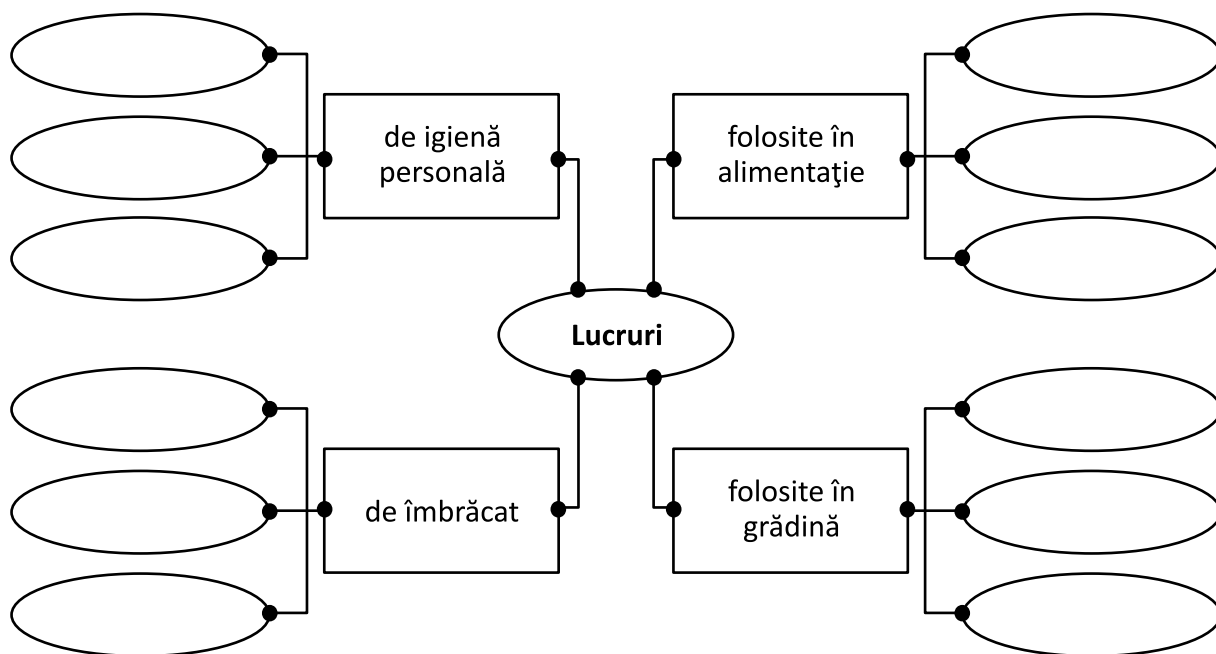 de igienă
personală
folosite în
alimentaţie
Lucruri
de îmbrăcat
folosite în
grădină